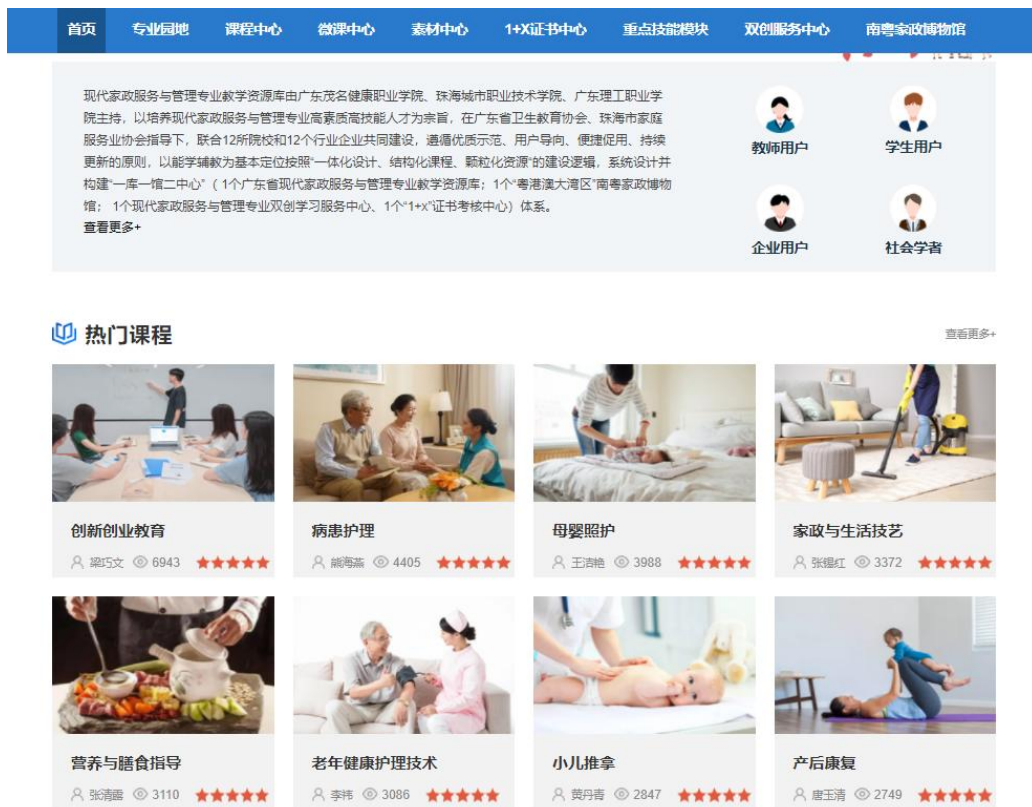 首页 专业园地 课程中心 微课中心 素材中心 1+X证书中心 重点技能模块 双创服务中心 南粤家政博物馆
现代家政服务与管理专业教学资源库由广东茂名健康职业学院、珠海城市职业技术学院、广东理工职业学
院主持，以培养现代家政服务与管理专业高素质高技能人才为宗旨，在广东省卫生教育协会、珠海市家庭
服务业协会指导下，联合12所院校和12个行业企业共同建设，遵循优质示范、用户导向、便捷促用、持续
更新的原则，以能学辅教为基本定位按照“一体化设计、结构化课程、颗粒化资源”的建设逻辑，系统设计并
构建“一库一馆二中心”（1个广东省现代家政服务与管理专业教学资源库；1个“粤港澳大湾区”南粤家政博物
馆； 1个现代家政服务与管理专业双创学习服务中心、1个“1+x”证书考核中心）体系。
查看更多+
教师用户 学生用户
企业用户 社会学者
热门课程 查看更多+
创新创业教育 病患护理 母婴照护 家政与生活技艺
梁巧文 6943 熊海燕 4405 王洁艳 3988 3372
营养与膳食指导 老年健康护理技术 小儿推拿 产后康复
张清 3110 李祎 3086 黄丹青 2847 唐玉清 2749